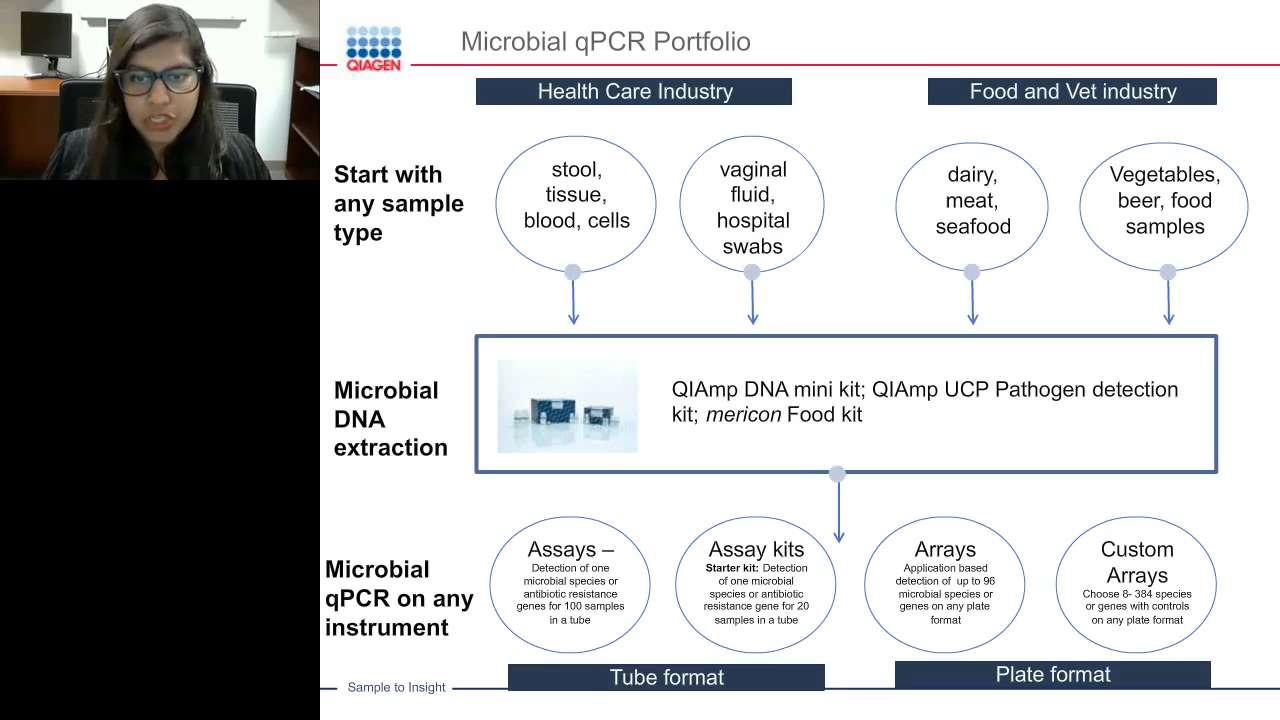 QIAGEN
Microbial qPCR Portfolio
Health Care Industry
Food and Vet industry
Start with
any sample
type
stool,
tissue,
blood, cells
vaginal
fluid,
hospital
swabs
dairy,
meat,
seafood
Vegetables,
beer, food
samples
Microbial
DNA
extraction
QIAmp DNA mini kit; QIAmp UCP Pathogen detection
kit; mericon Food kit
Microbial
qPCR on any
instrument
Assays –
Detection of one
microbial species or
antibiotic resistance
genes for 100 samples
in a tube
Assay kits
Starter kit: Detection
of one microbial
species or antibiotic
resistance gene for 20
samples in a tube
Arrays
Application based
detection of up to 96
microbial species or
genes on any plate
format
Custom
Arrays
Choose 8- 384 species
or genes with controls
on any plate format
Tube format
Plate format
Sample to Insight